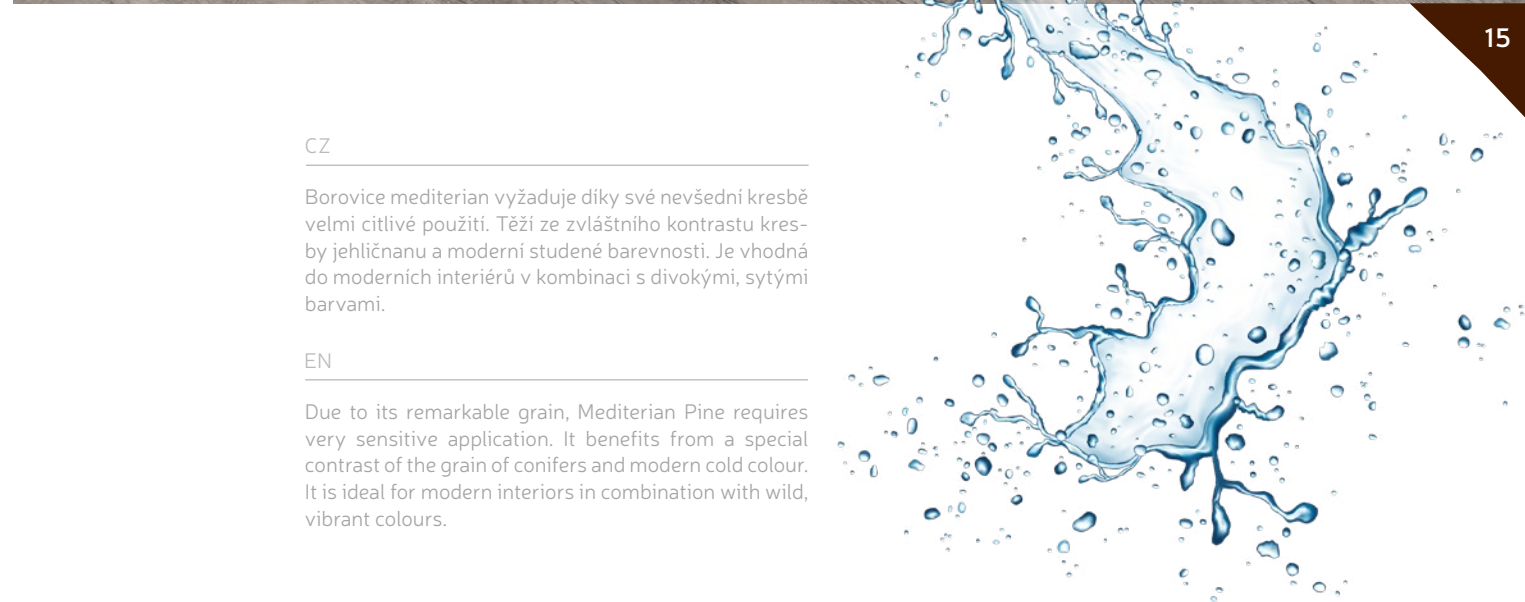 15
CZ
Borovice mediterian vyžaduje díky své nevšední kresbě
velmi citlivé použití. Těží ze zvláštního kontrastu kres-
by jehličnanu a moderní studené barevnosti. Je vhodná
do moderních interiérů v kombinaci s divokými, sytými
barvami.
EN
Due to its remarkable grain, Mediterian Pine requires
very sensitive application. It benefits from a special
contrast of the grain of conifers and modern cold colour.
It is ideal for modern interiors in combination with wild,
vibrant colours.